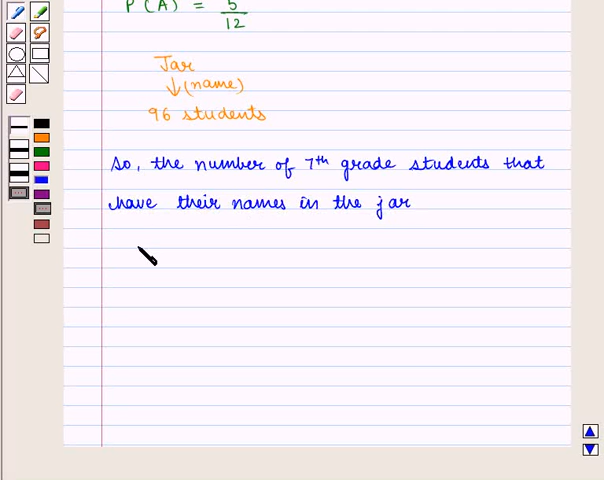 P(A) = 5/12
Jar
↓ (name)
96 students
So, the number of 7th grade students that
have their names in the jar